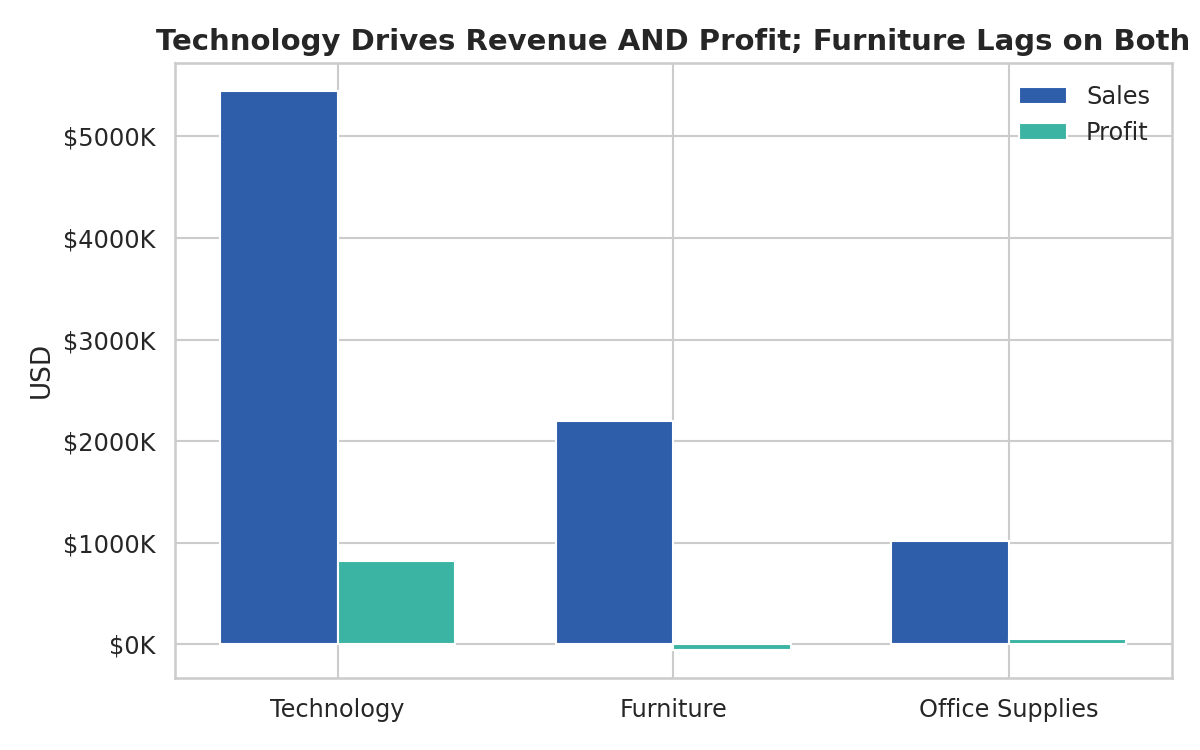 Technology Drives Revenue AND Profit; Furniture Lags on Both
Sales
Profit
USD
$5000K
$4000K
$3000K
$2000K
$1000K
$0K
Technology
Furniture
Office Supplies